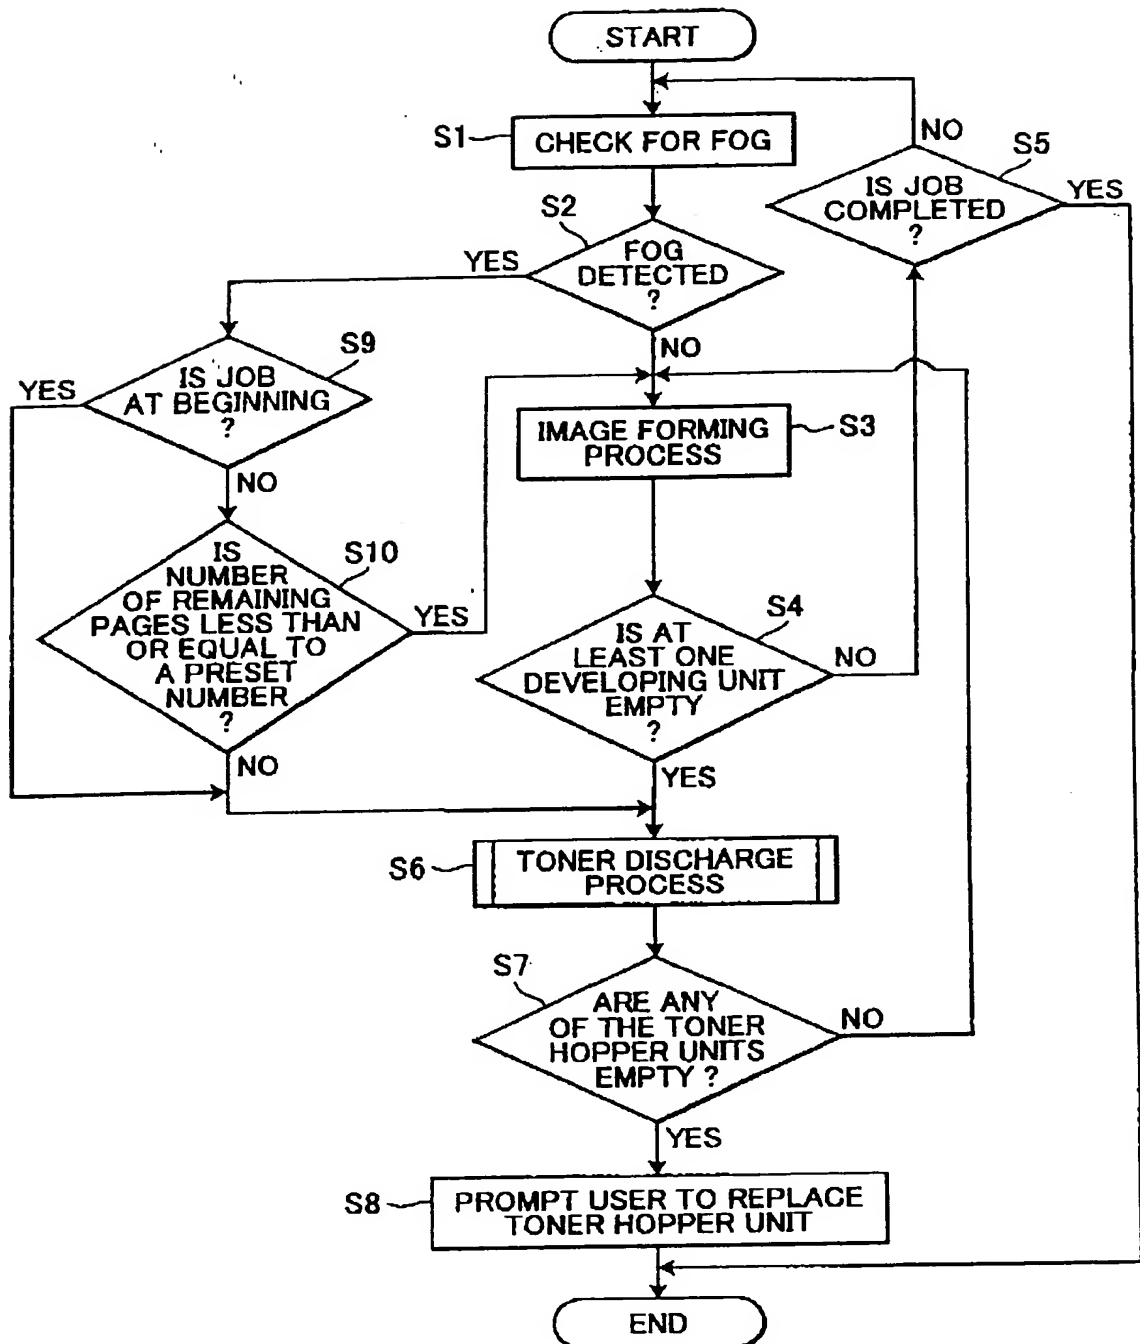 START
S1
CHECK FOR FOG
NO
S5
IS JOB
COMPLETED
?
YES
S2
FOG
DETECTED
?
YES
NO
S9
IS JOB
AT BEGINNING
?
YES
NO
IMAGE FORMING
PROCESS
S3
S10
IS
NUMBER
OF REMAINING
PAGES LESS THAN
OR EQUAL TO
A PRESET
NUMBER
?
YES
NO
S4
IS AT
LEAST ONE
DEVELOPING UNIT
EMPTY
?
NO
YES
S6
TONER DISCHARGE
PROCESS
S7
ARE ANY
OF THE TONER
HOPPER UNITS
EMPTY ?
NO
YES
S8
PROMPT USER TO REPLACE
TONER HOPPER UNIT
END